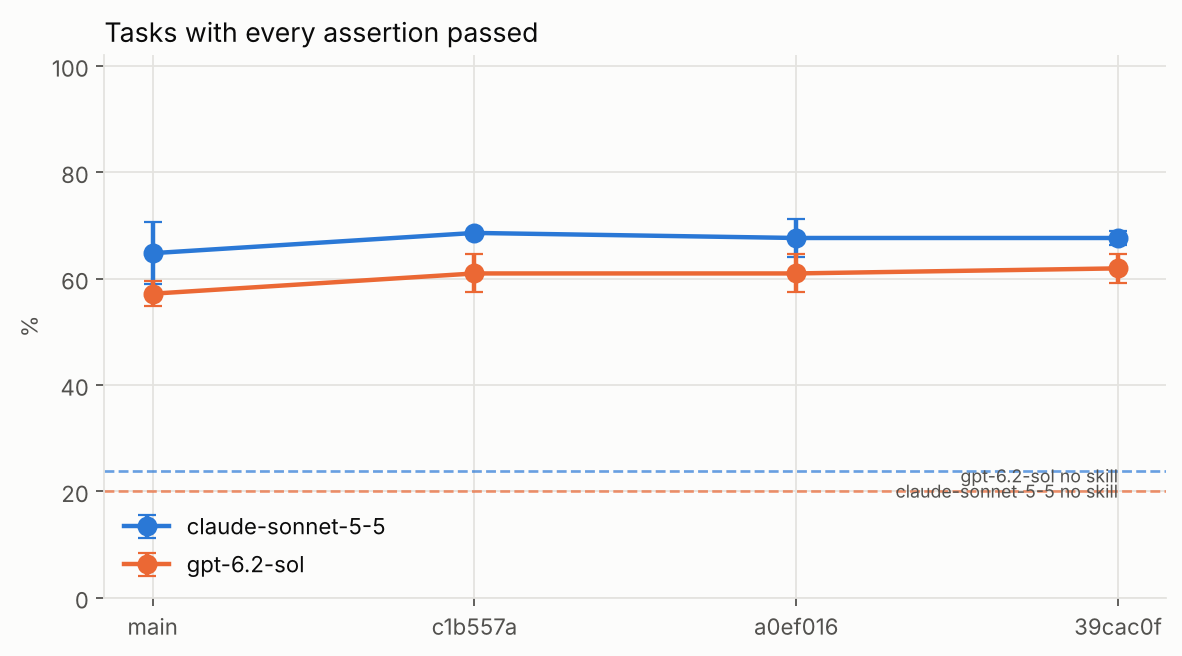 Tasks with every assertion passed
100
80
60
%
40
gpt-6.2-sol no skill
20
claude-sonnet-5-5 no skill
claude-sonnet-5-5
gpt-6.2-sol
0
main
c1b557a
a0ef016
39cac0f